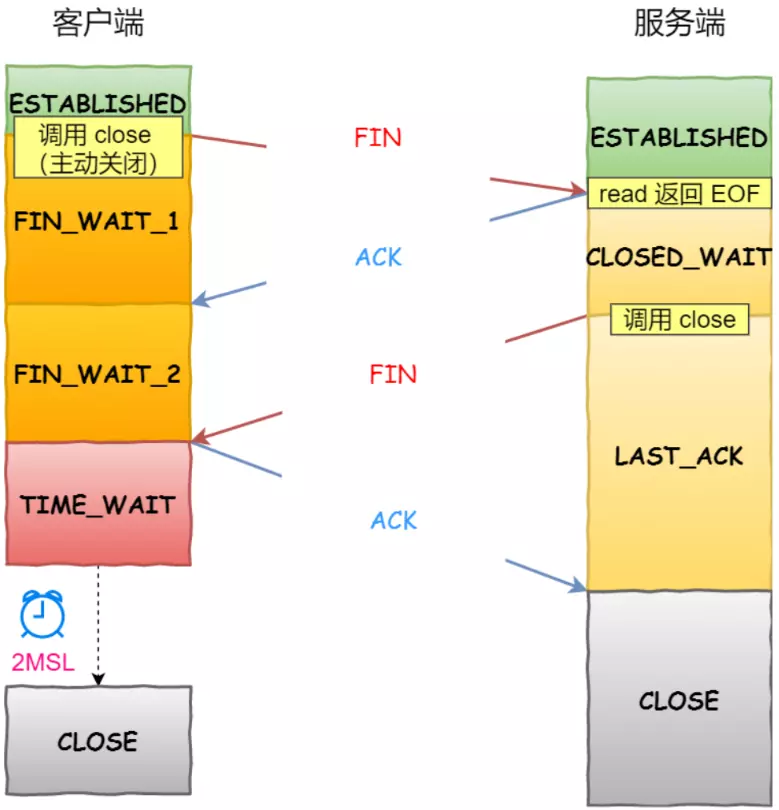 客户端
服务端
ESTABLISHED
调用 close
(主动关闭)
FIN
ESTABLISHED
read 返回 EOF
FIN_WAIT_1
ACK
CLOSED_WAIT
调用 close
FIN_WAIT_2
FIN
LAST_ACK
TIME_WAIT
ACK
2MSL
CLOSE
CLOSE